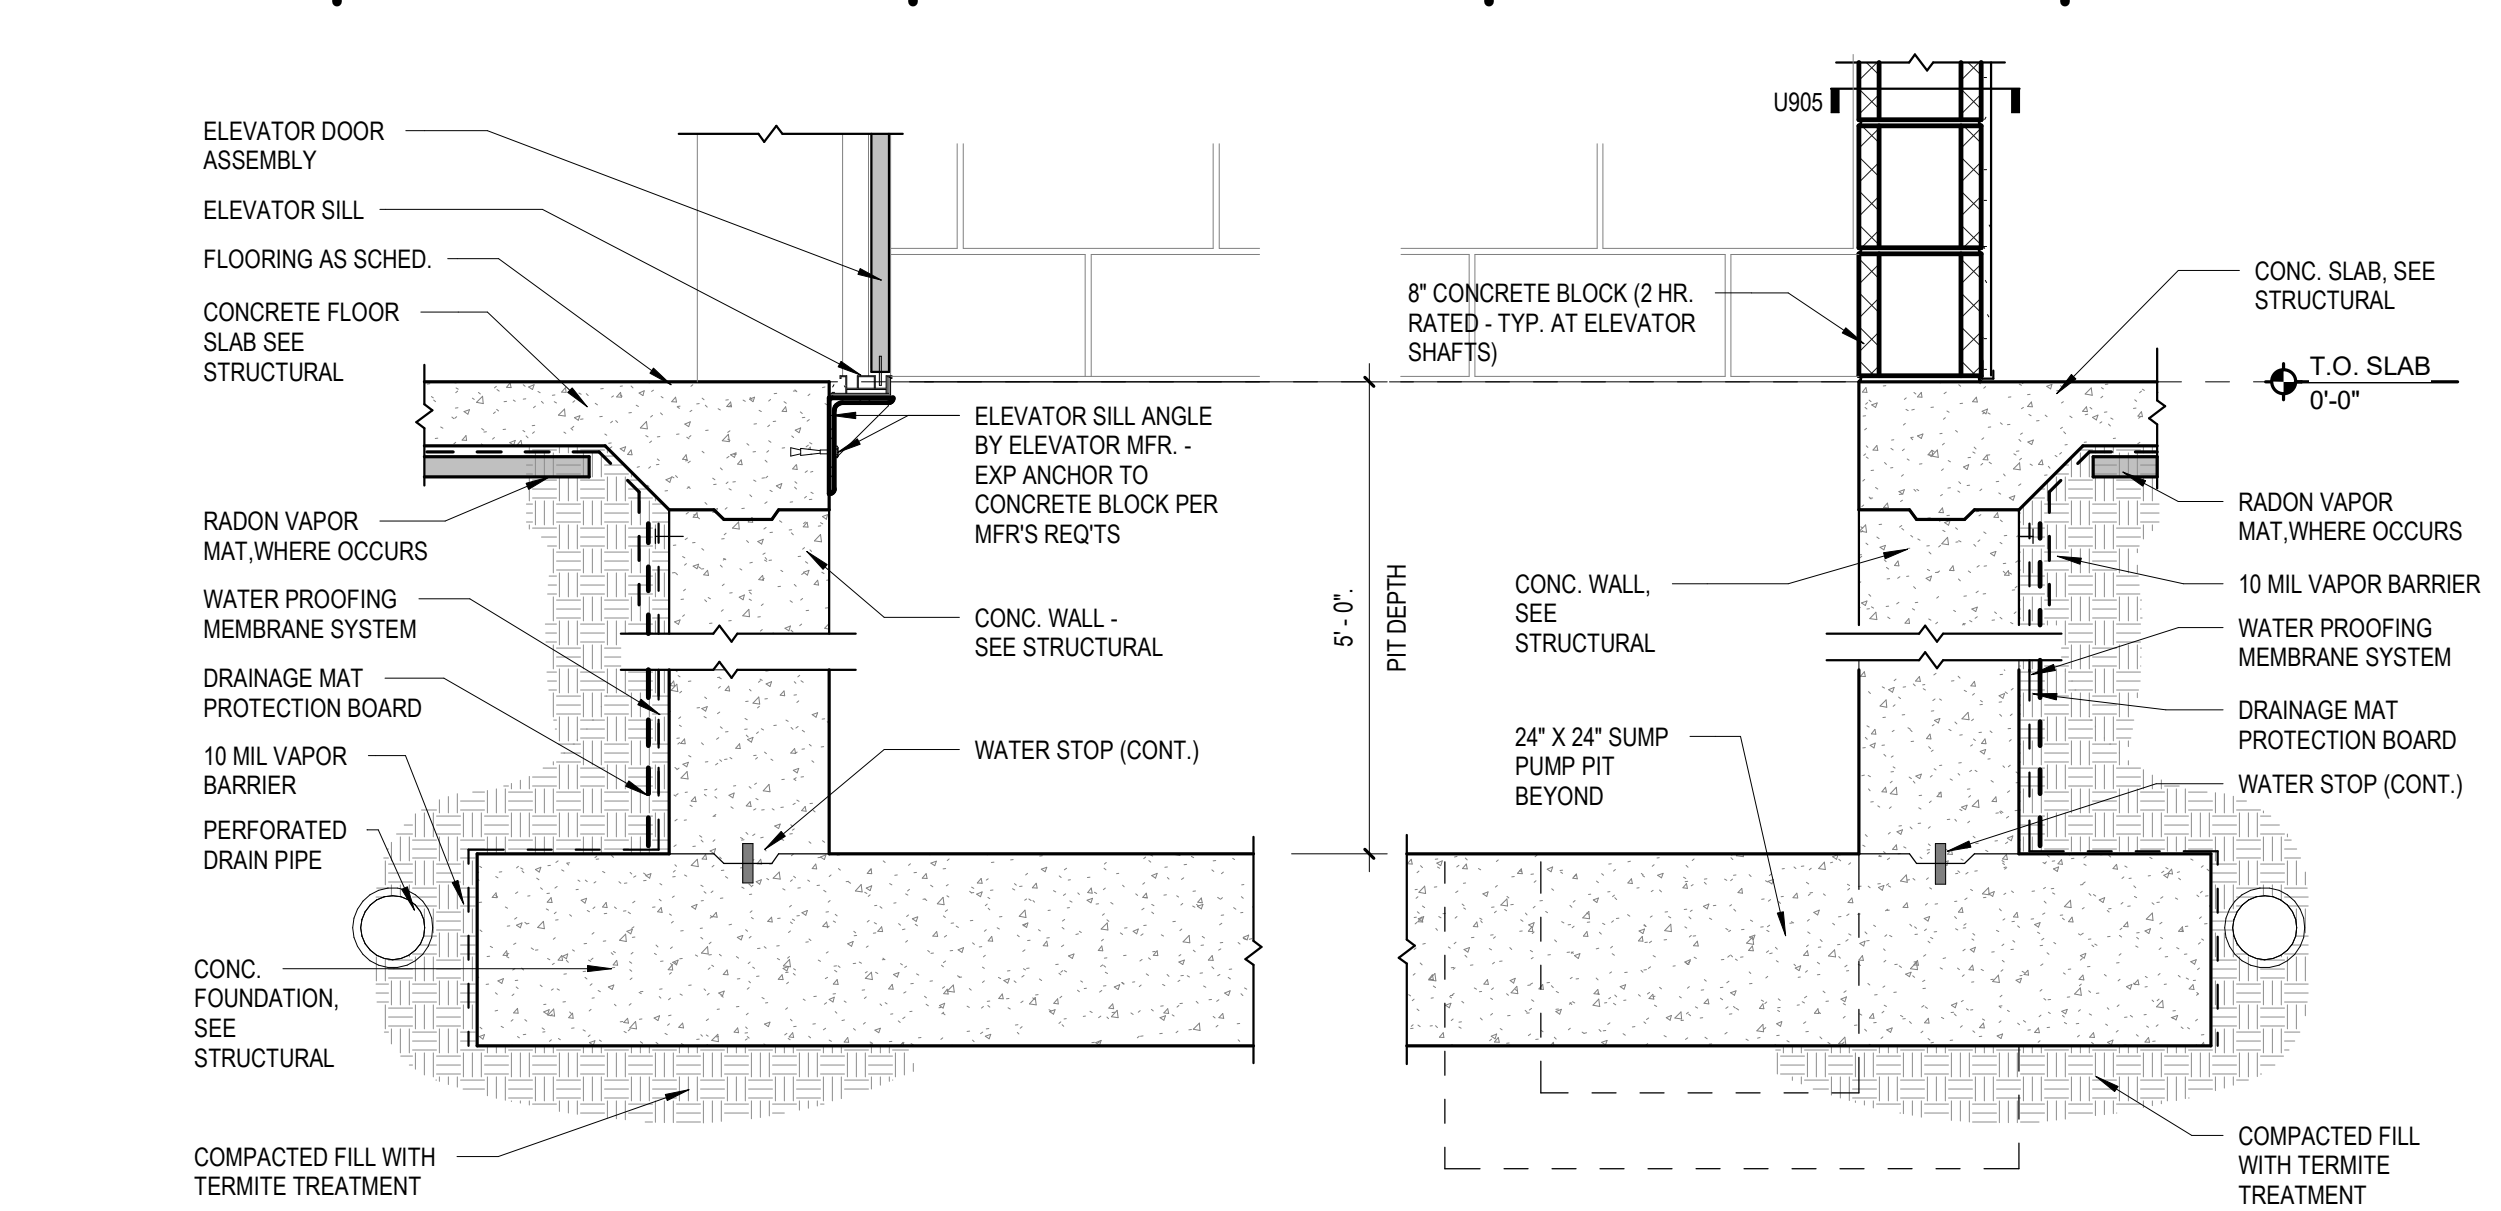 ELEVATOR DOOR
ASSEMBLY
ELEVATOR SILL
FLOORING AS SCHED.
CONCRETE FLOOR
SLAB SEE
STRUCTURAL
RADON VAPOR
MAT,WHERE OCCURS
WATER PROOFING
MEMBRANE SYSTEM
DRAINAGE MAT
PROTECTION BOARD
10 MIL VAPOR
BARRIER
PERFORATED
DRAIN PIPE
CONC.
FOUNDATION,
SEE
STRUCTURAL
COMPACTED FILL WITH
TERMITE TREATMENT
ELEVATOR SILL ANGLE
BY ELEVATOR MFR. -
EXP ANCHOR TO
CONCRETE BLOCK PER
MFR'S REQ'TS
CONC. WALL -
SEE STRUCTURAL
WATER STOP (CONT.)
5' - 0".
PIT DEPTH
U905
8" CONCRETE BLOCK (2 HR.
RATED - TYP. AT ELEVATOR
SHAFTS)
CONC. WALL,
SEE
STRUCTURAL
24" X 24" SUMP
PUMP PIT
BEYOND
CONC. SLAB, SEE
STRUCTURAL
T.O. SLAB
0'-0"
RADON VAPOR
MAT,WHERE OCCURS
10 MIL VAPOR BARRIER
WATER PROOFING
MEMBRANE SYSTEM
DRAINAGE MAT
PROTECTION BOARD
WATER STOP (CONT.)
COMPACTED FILL
WITH TERMITE
TREATMENT